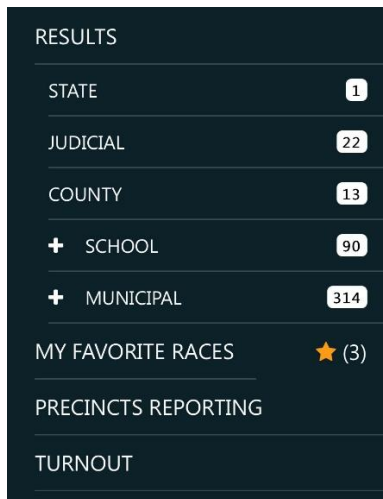 RESULTS
STATE 1
JUDICIAL 22
COUNTY 13
+ SCHOOL 90
+ MUNICIPAL 314
MY FAVORITE RACES ★ (3)
PRECINCTS REPORTING
TURNOUT